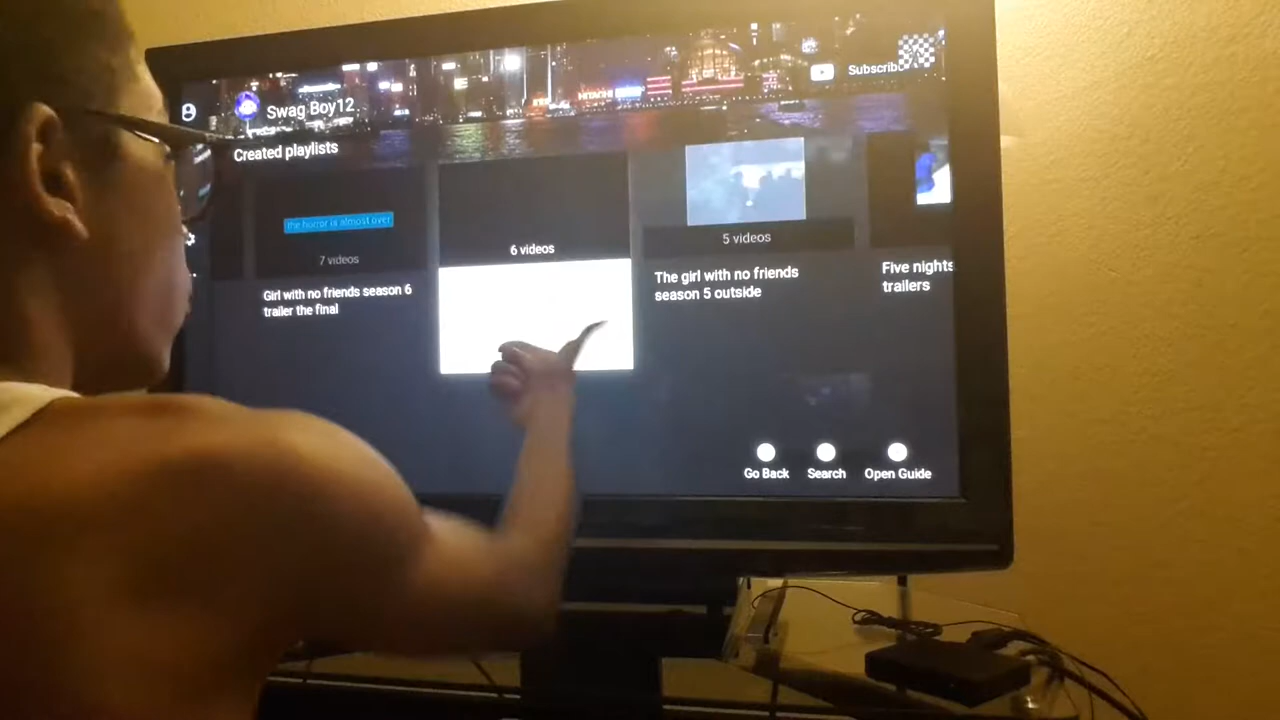 Swag Boy12
Subscrib
Created playlists
HITACHI
the horror is almost over
7 videos
6 videos
5 videos
Girl with no friends season 6
trailer the final
The girl with no friends
season 5 outside
Five nights
trailers
Go Back
Search
Open Guide